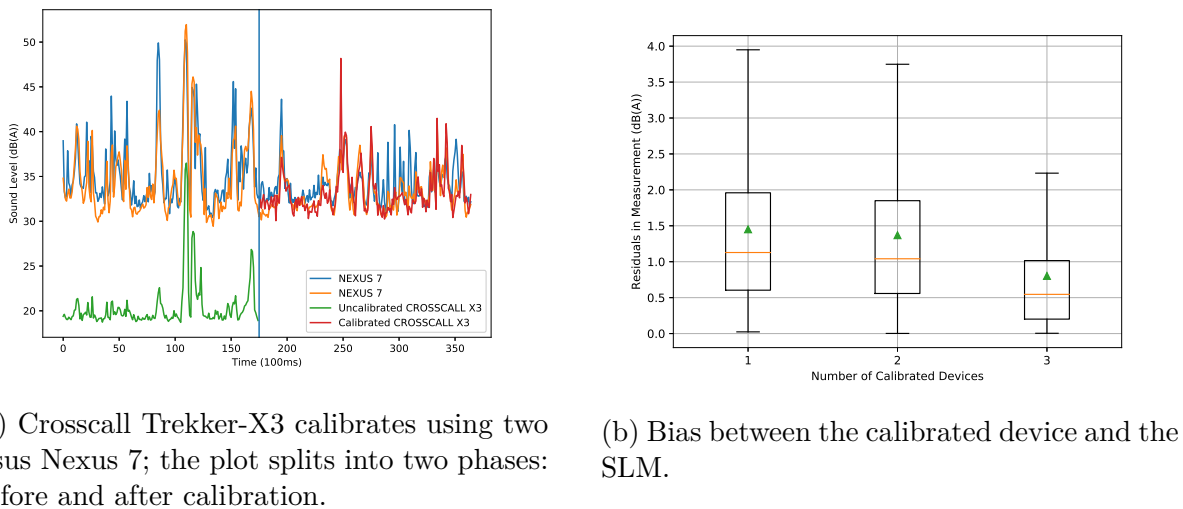 50
45
40
35
30
25
20
Sound Level (dB(A))
NEXUS 7
NEXUS 7
Uncalibrated CROSSCALL X3
Calibrated CROSSCALL X3
0 50 100 150 200 250 300 350
Time (100ms)
4.0
3.5
3.0
2.5
2.0
1.5
1.0
0.5
0.0
Residuals in Measurement (dB(A))
1 2 3
Number of Calibrated Devices
) Crosscall Trekker-X3 calibrates using two
sus Nexus 7; the plot splits into two phases:
fore and after calibration.
(b) Bias between the calibrated device and the
SLM.